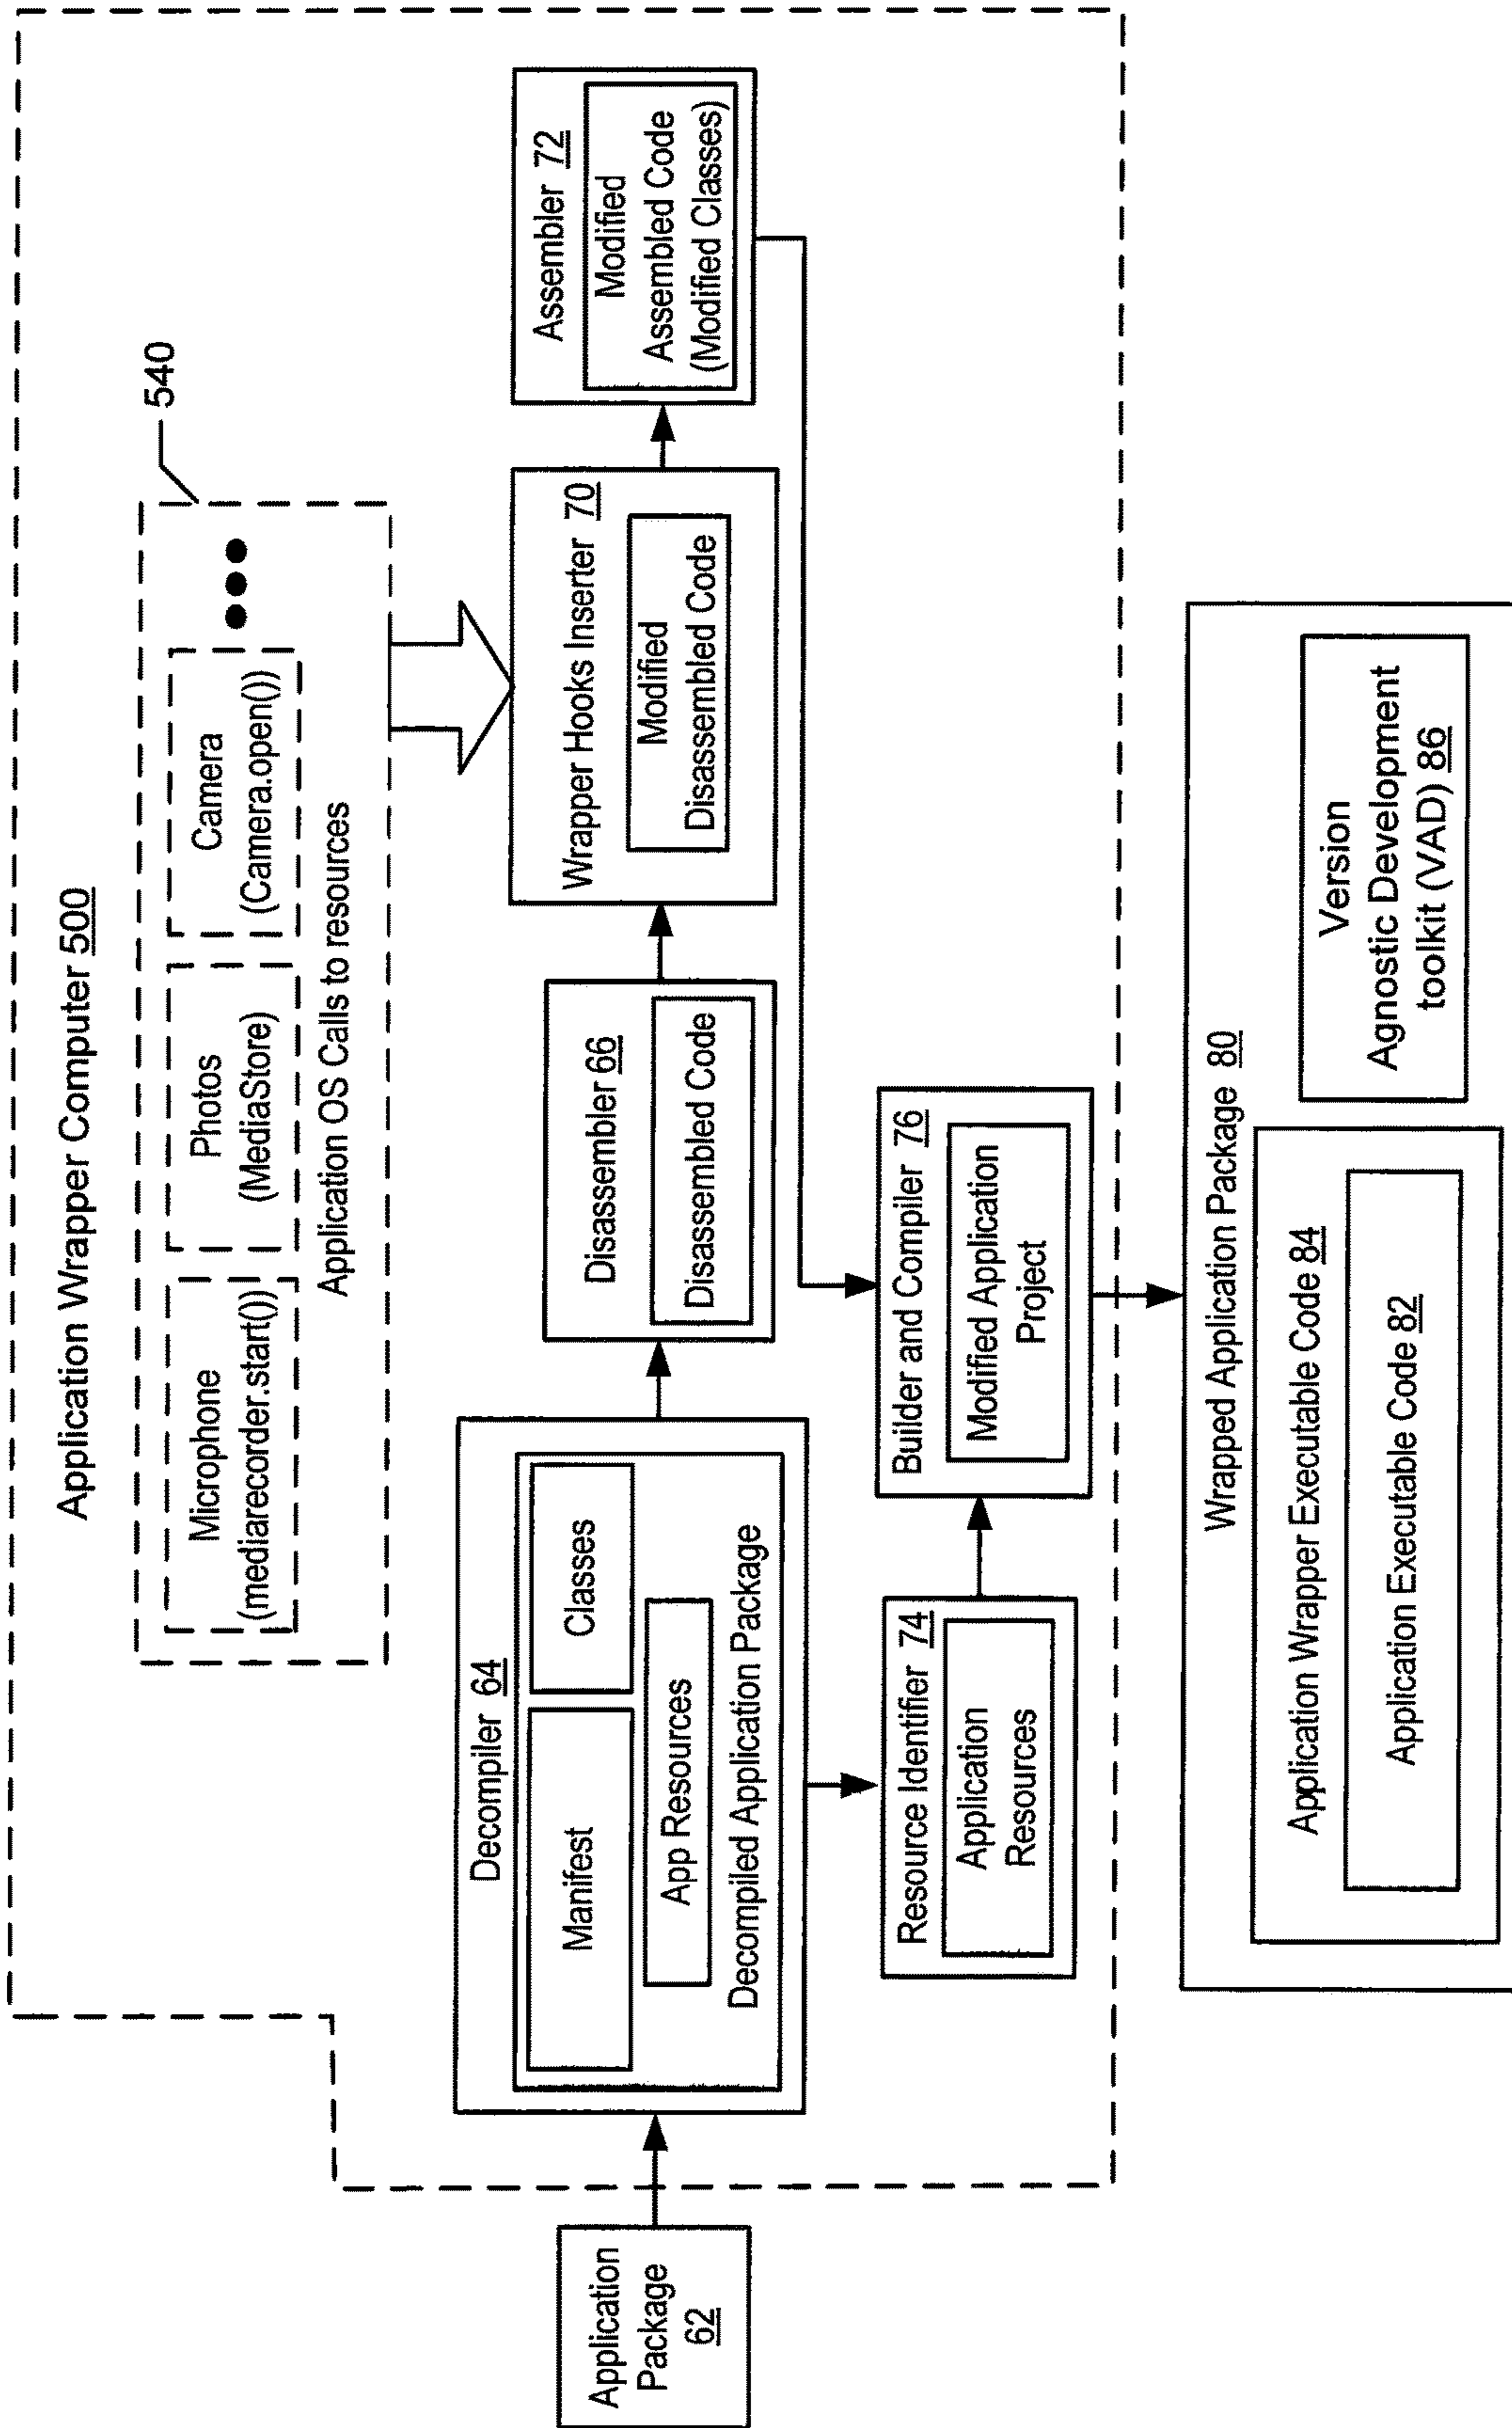 Application Wrapper Computer 500
540
Microphone
(mediarecorder.start())
Photos
(MediaStore)
Camera
(Camera.open())
Application OS Calls to resources
Application
Package
62
Decompiler 64
Manifest
Classes
App Resources
Decompiled Application Package
Disassembler 66
Disassembled Code
Wrapper Hooks Inserter 70
Modified
Disassembled Code
Assembler 72
Modified
Assembled Code
(Modified Classes)
Resource Identifier 74
Application
Resources
Builder and Compiler 76
Modified Application
Project
Wrapped Application Package 80
Application Wrapper Executable Code 84
Application Executable Code 82
Version
Agnostic Development
toolkit (VAD) 86